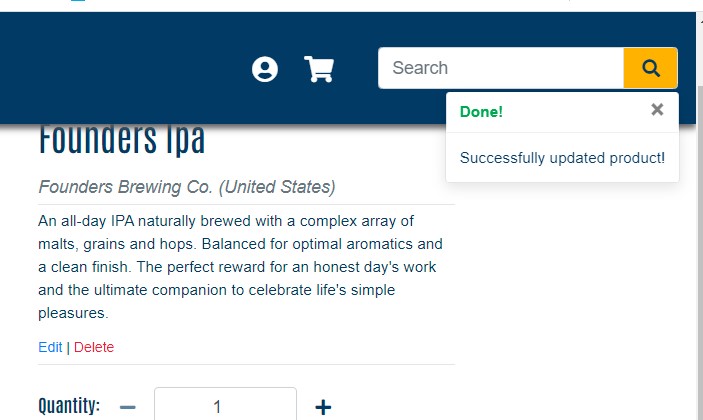 Search
Done! ×
Successfully updated product!
Founders Ipa
Founders Brewing Co. (United States)
An all-day IPA naturally brewed with a complex array of
malts, grains and hops. Balanced for optimal aromatics and
a clean finish. The perfect reward for an honest day's work
and the ultimate companion to celebrate life's simple
pleasures.
Edit | Delete
Quantity: − 1 +